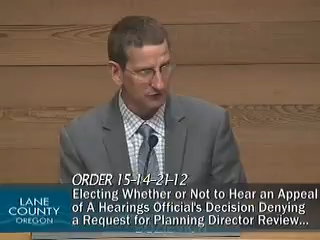 ORDER 15-14-21-12
LANE
COUNTY
OREGON
Electing Whether or Not to Hear an Appeal
of A Hearings Official's Decision Denying
a Request for Planning Director Review...